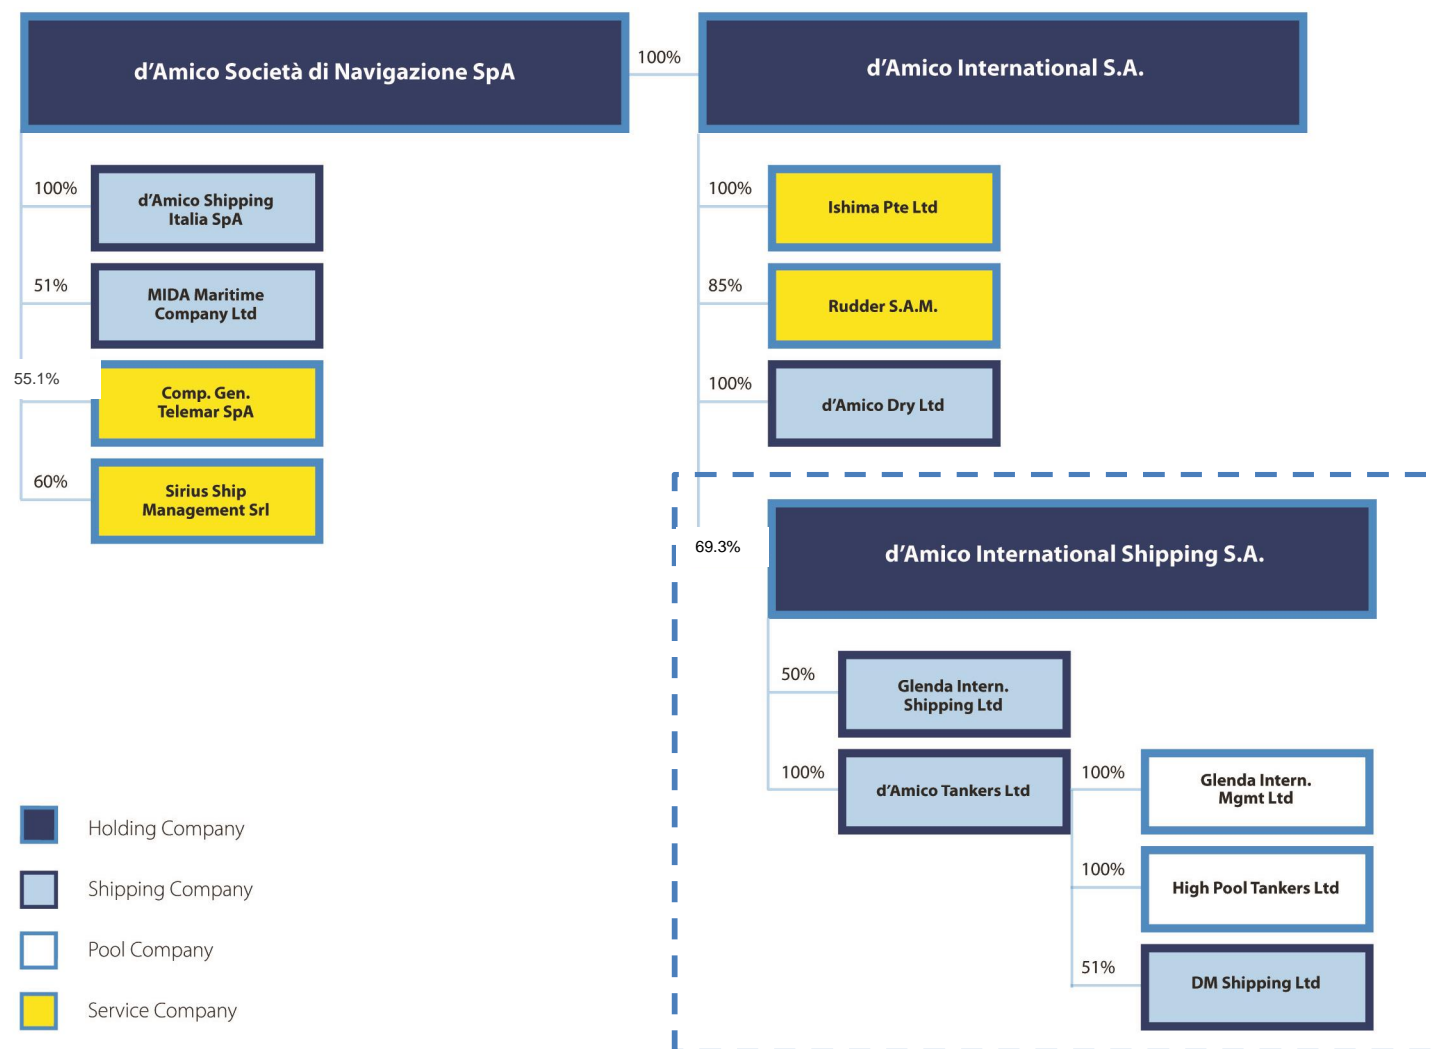 d'Amico Società di Navigazione SpA
100%
d'Amico International S.A.
100%
d'Amico Shipping
Italia SpA
51%
MIDA Maritime
Company Ltd
55.1%
Comp. Gen.
Telemar SpA
60%
Sirius Ship
Management Srl
100%
Ishima Pte Ltd
85%
Rudder S.A.M.
100%
d'Amico Dry Ltd
69.3%
d'Amico International Shipping S.A.
50%
Glenda Intern.
Shipping Ltd
100%
d'Amico Tankers Ltd
100%
Glenda Intern.
Mgmt Ltd
100%
High Pool Tankers Ltd
51%
DM Shipping Ltd
Holding Company
Shipping Company
Pool Company
Service Company